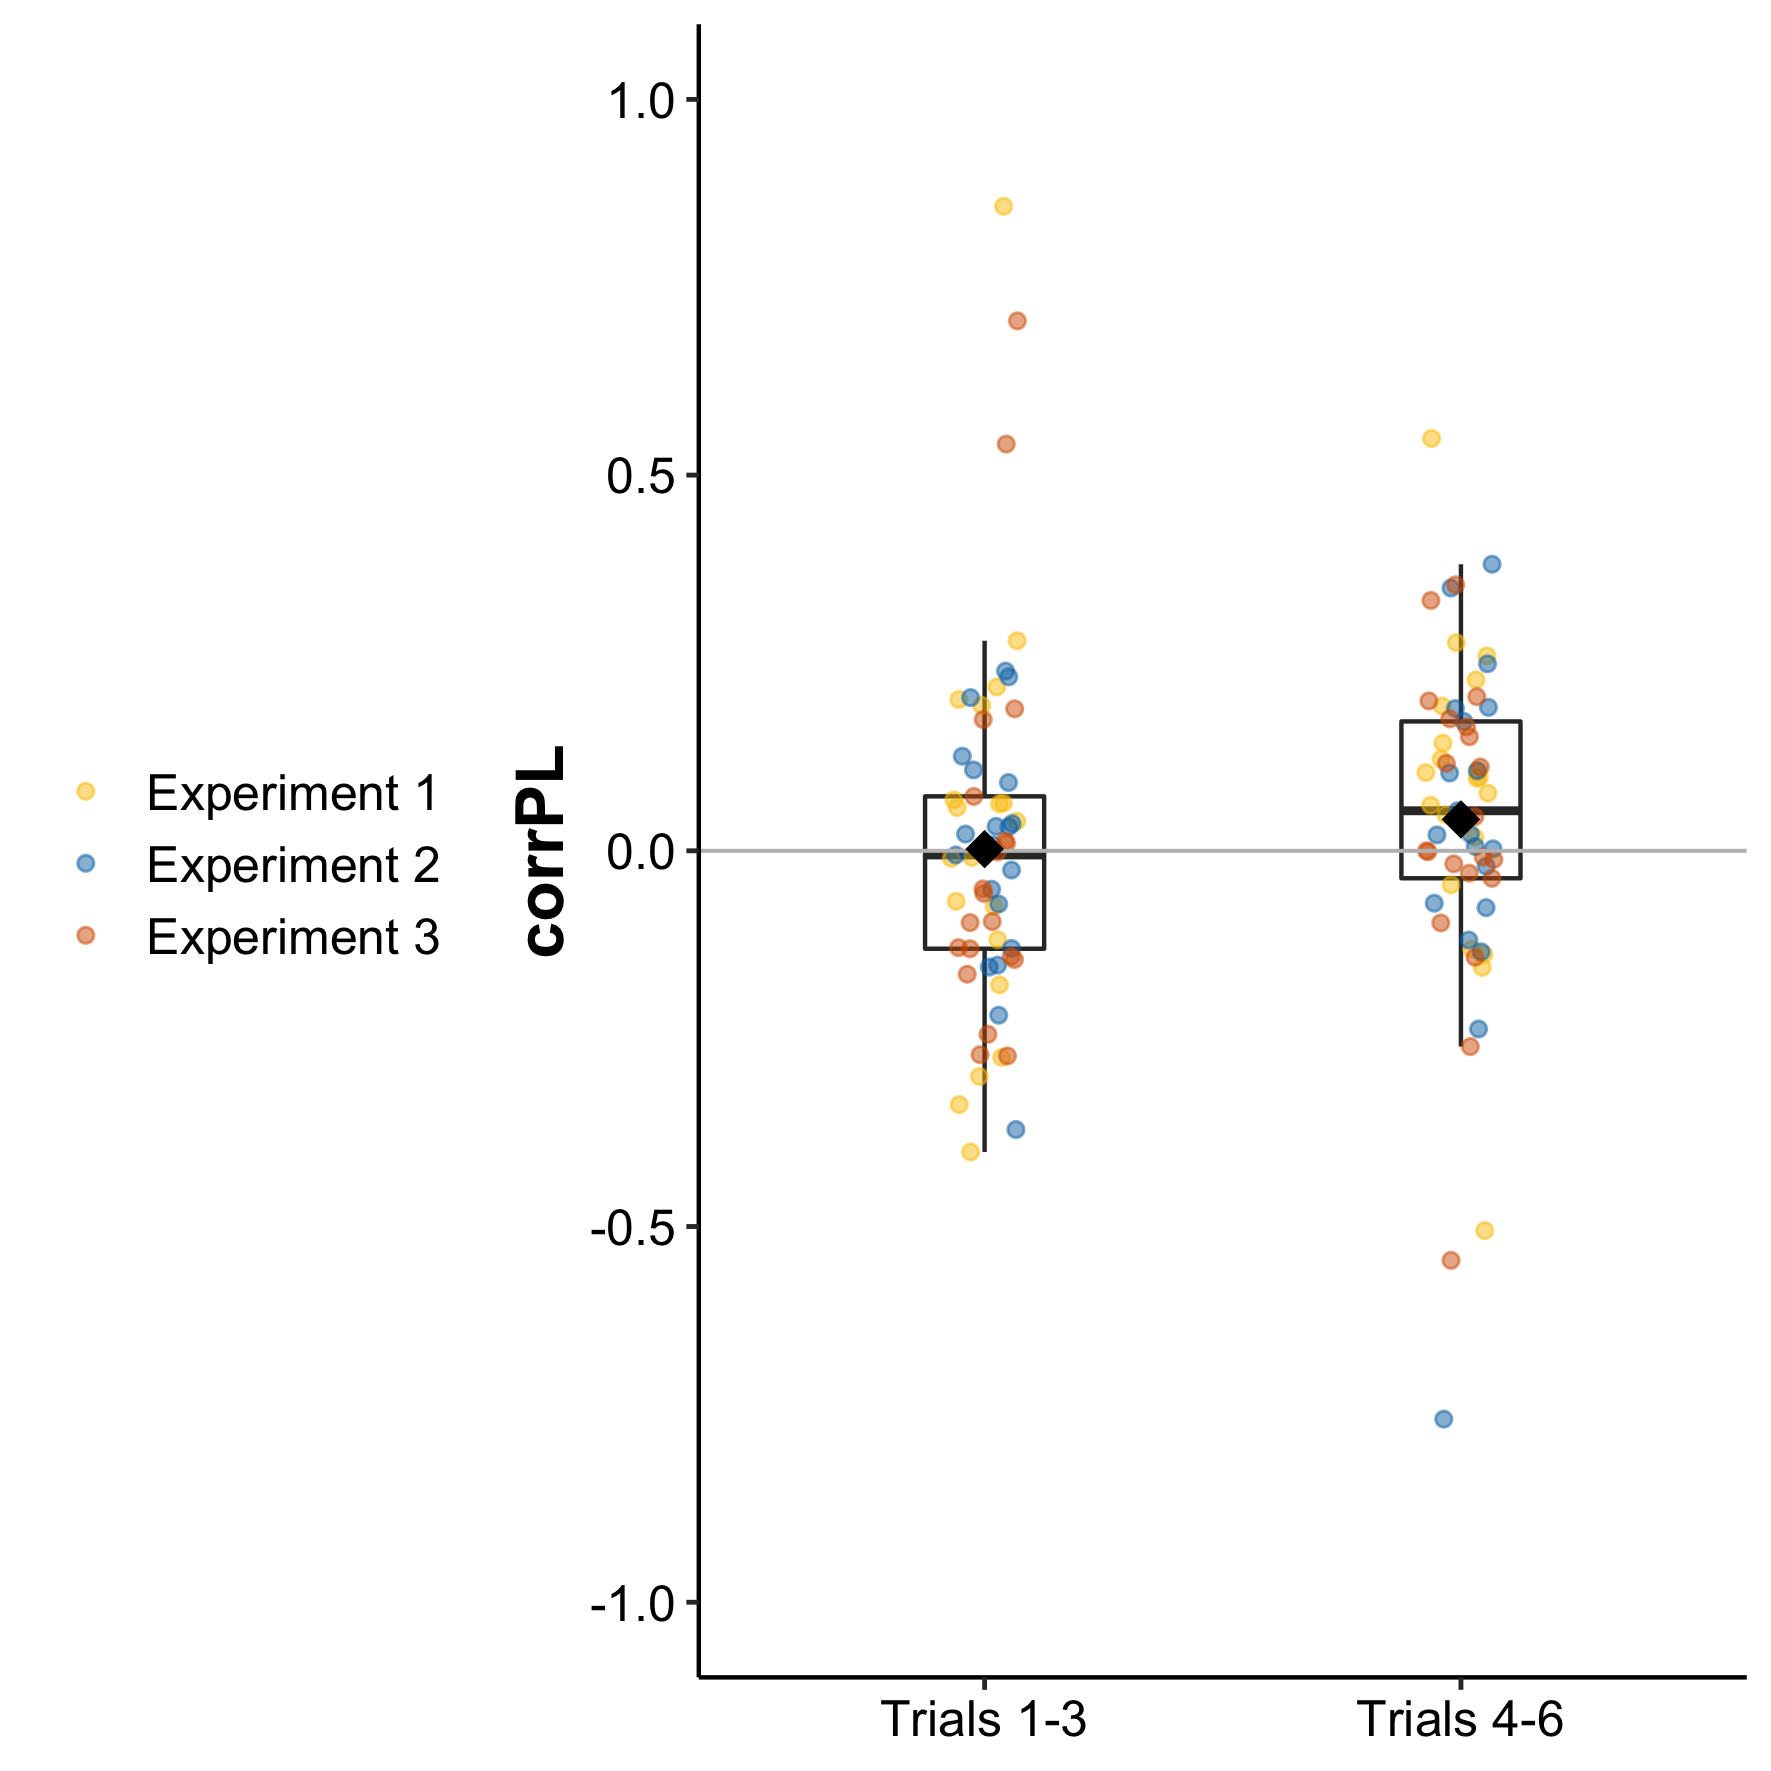 Experiment 1
Experiment 2
Experiment 3
corrPL
1.0
0.5
0.0
-0.5
-1.0
Trials 1-3
Trials 4-6